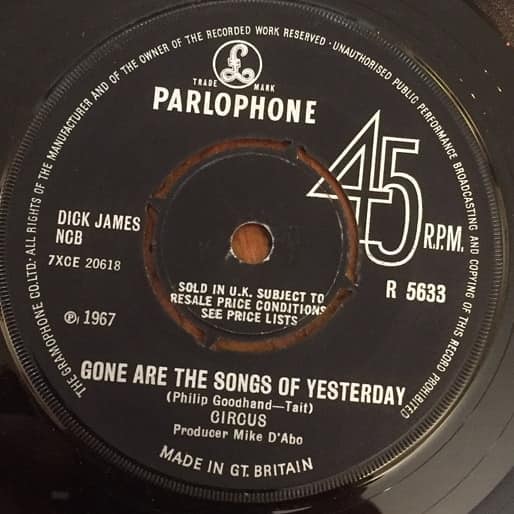 THE GRAMOPHONE CO.LTD. ALL RIGHTS OF THE MANUFACTURER AND OF THE OWNER OF THE RECORDED WORK RESERVED · UNAUTHORISED PUBLIC PERFORMANCE BROADCASTING AND COPYING OF THIS RECORD PROHIBITED
£
TRADE MARK
PARLOPHONE
45 R.P.M.
DICK JAMES
NCB
7XCE 20618
R 5633
SOLD IN U.K. SUBJECT TO
RESALE PRICE CONDITIONS
SEE PRICE LISTS
℗ 1967
GONE ARE THE SONGS OF YESTERDAY
(Philip Goodhand—Tait)
CIRCUS
Producer Mike D'Abo
MADE IN GT. BRITAIN